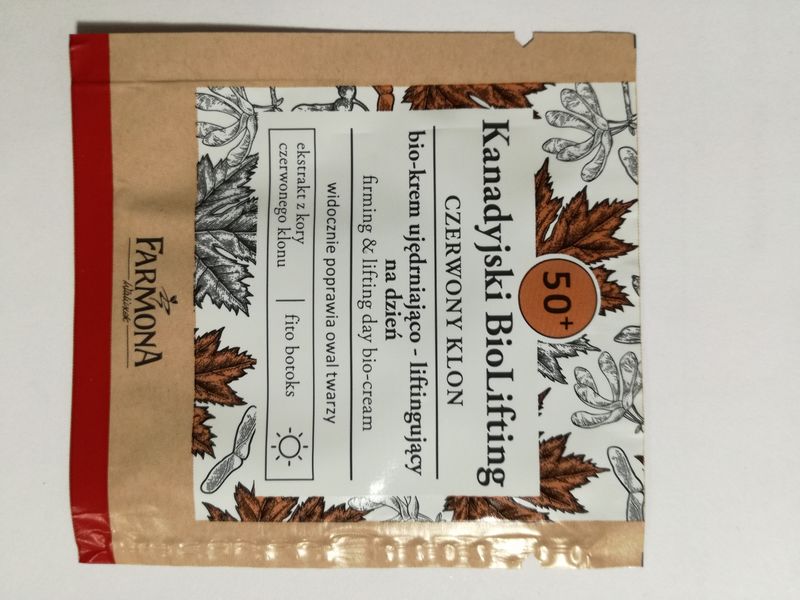 50+
Kanadyjski BioLifting
CZERWONY KLON
bio-krem ujędrniająco - liftingujący
na dzień
firming & lifting day bio-cream
widocznie poprawia owal twarzy
ekstrakt z kory
czerwonego klonu
fito botoks
FARMONA